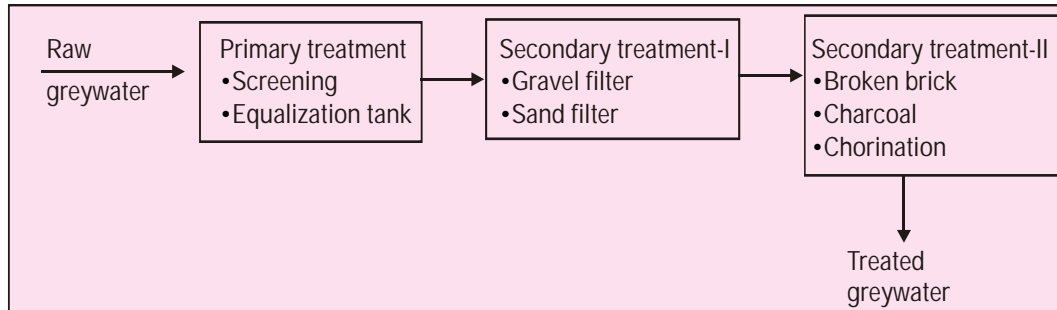 Raw
greywater
Primary treatment
•Screening
•Equalization tank
Secondary treatment-I
•Gravel filter
•Sand filter
Secondary treatment-II
•Broken brick
•Charcoal
•Chorination
Treated
greywater